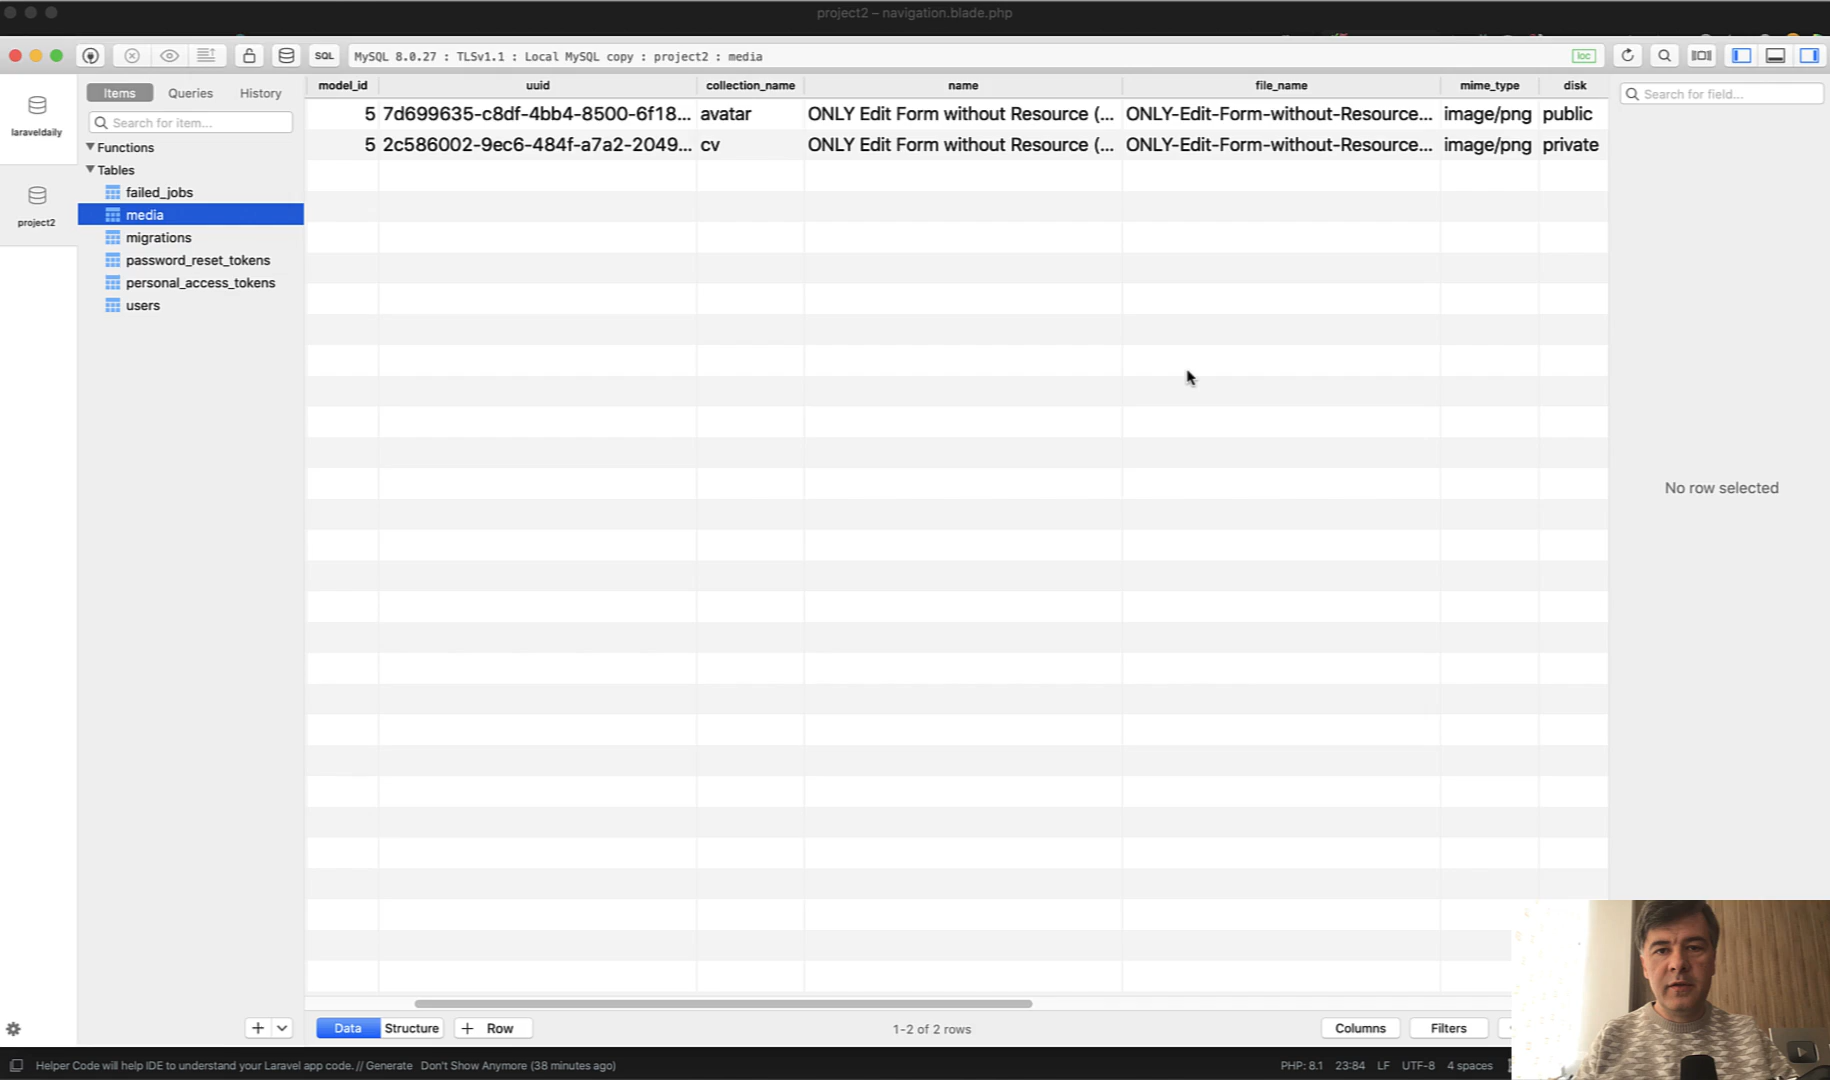 project2 – navigation.blade.php
SQL
MySQL 8.0.27 : TLSv1.1 : Local MySQL copy : project2 : media
loc
laraveldaily
project2
Items
Queries
History
Search for item...
Functions
Tables
failed_jobs
media
migrations
password_reset_tokens
personal_access_tokens
users
model_id uuid collection_name name file_name mime_type disk
5 7d699635-c8df-4bb4-8500-6f18... avatar ONLY Edit Form without Resource (... ONLY-Edit-Form-without-Resource... image/png public
5 2c586002-9ec6-484f-a7a2-2049... cv ONLY Edit Form without Resource (... ONLY-Edit-Form-without-Resource... image/png private
Search for field...
No row selected
Data Structure + Row
1-2 of 2 rows
Columns
Filters
Helper Code will help IDE to understand your Laravel app code. // Generate Don't Show Anymore (38 minutes ago)
PHP: 8.1 23:84 LF UTF-8 4 spaces